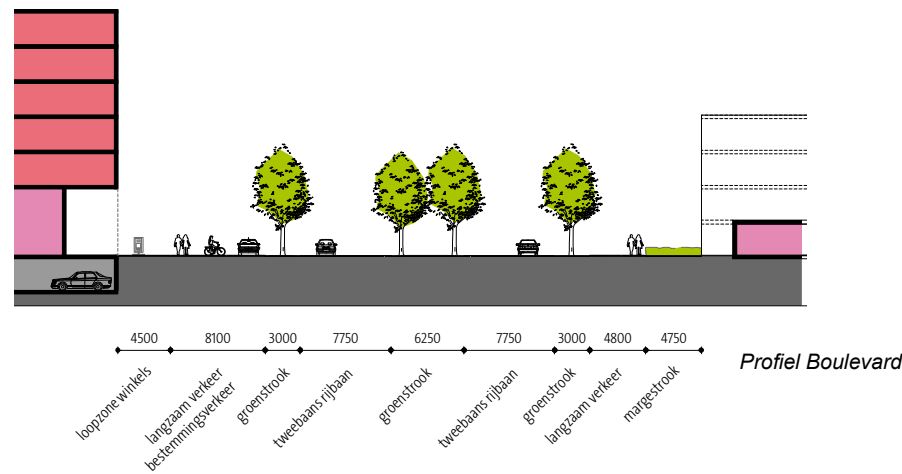 4500 8100 3000 7750 6250 7750 3000 4800 4750
Profiel Boulevard
loopzone winkels
langzaam verkeer
bestemmingsverkeer
groenstrook
tweebaans rijbaan
groenstrook
tweebaans rijbaan
groenstrook
langzaam verkeer
margestrook